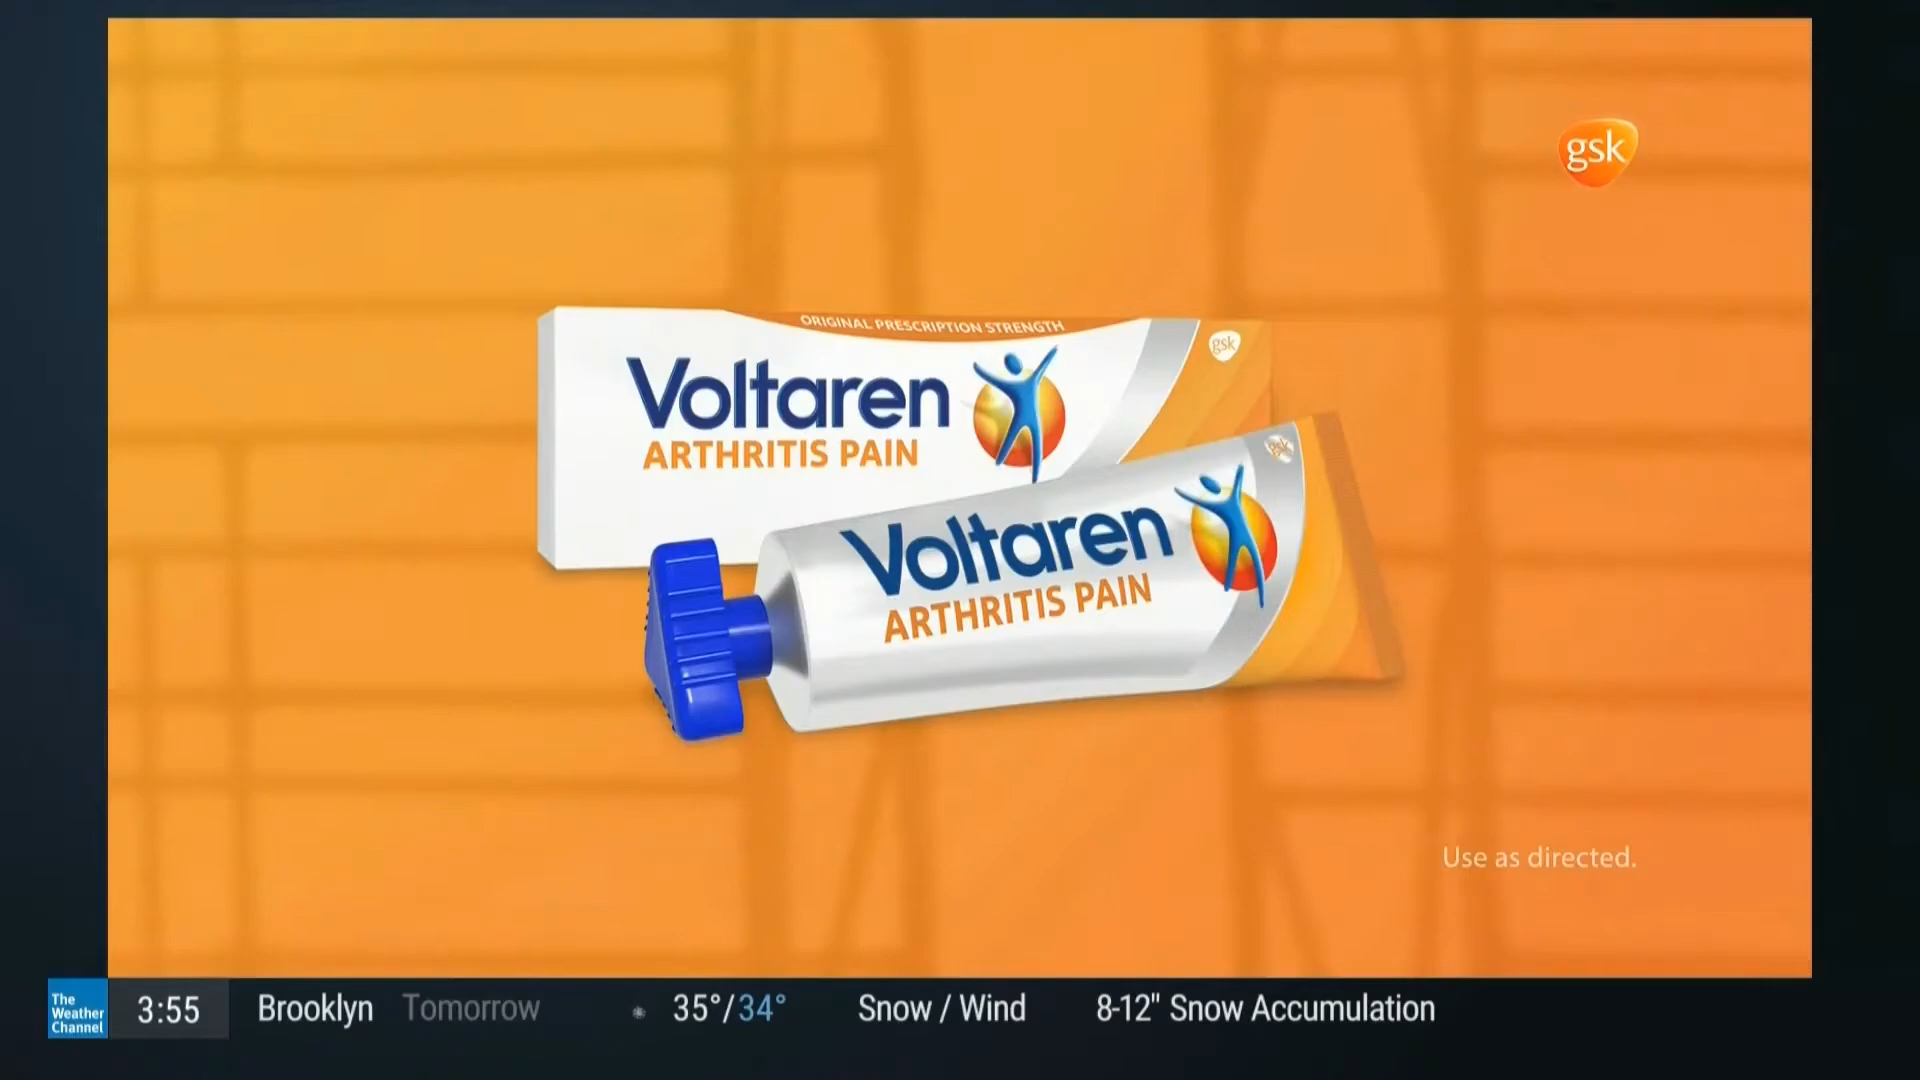 gsk
ORIGINAL PRESCRIPTION STRENGTH
gsk
Voltaren
ARTHRITIS PAIN
gsk
Voltaren
ARTHRITIS PAIN
Use as directed.
The
Weather
Channel
3:55 Brooklyn Tomorrow 35°/34° Snow / Wind 8-12" Snow Accumulation